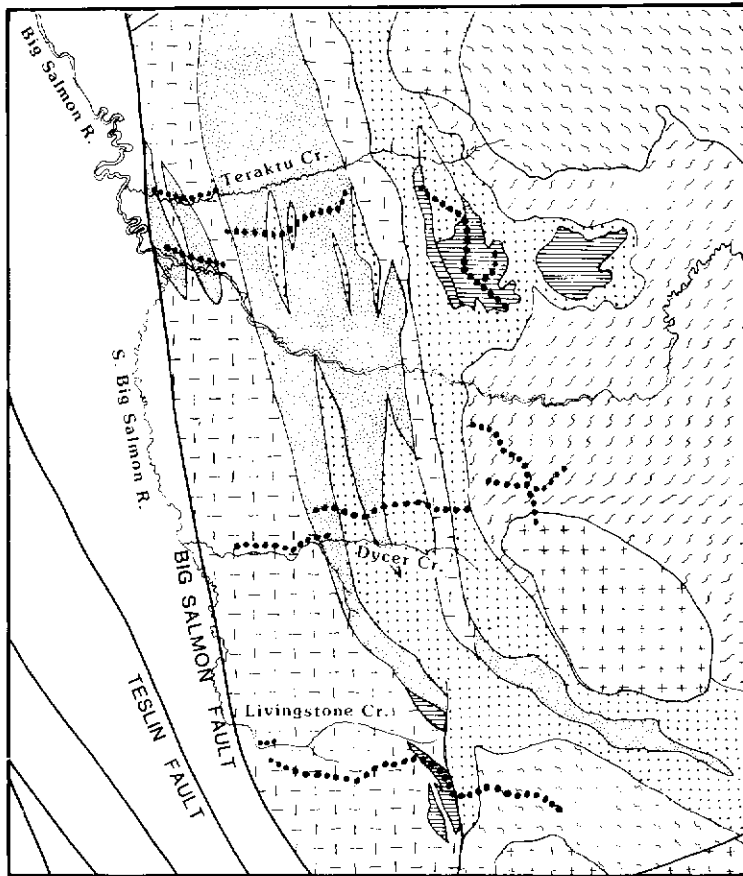 Big Salmon R.
Teraktu Cr.
S. Big Salmon R.
Dycer Cr.
BIG SALMON FAULT
TESLIN FAULT
Livingstone Cr.